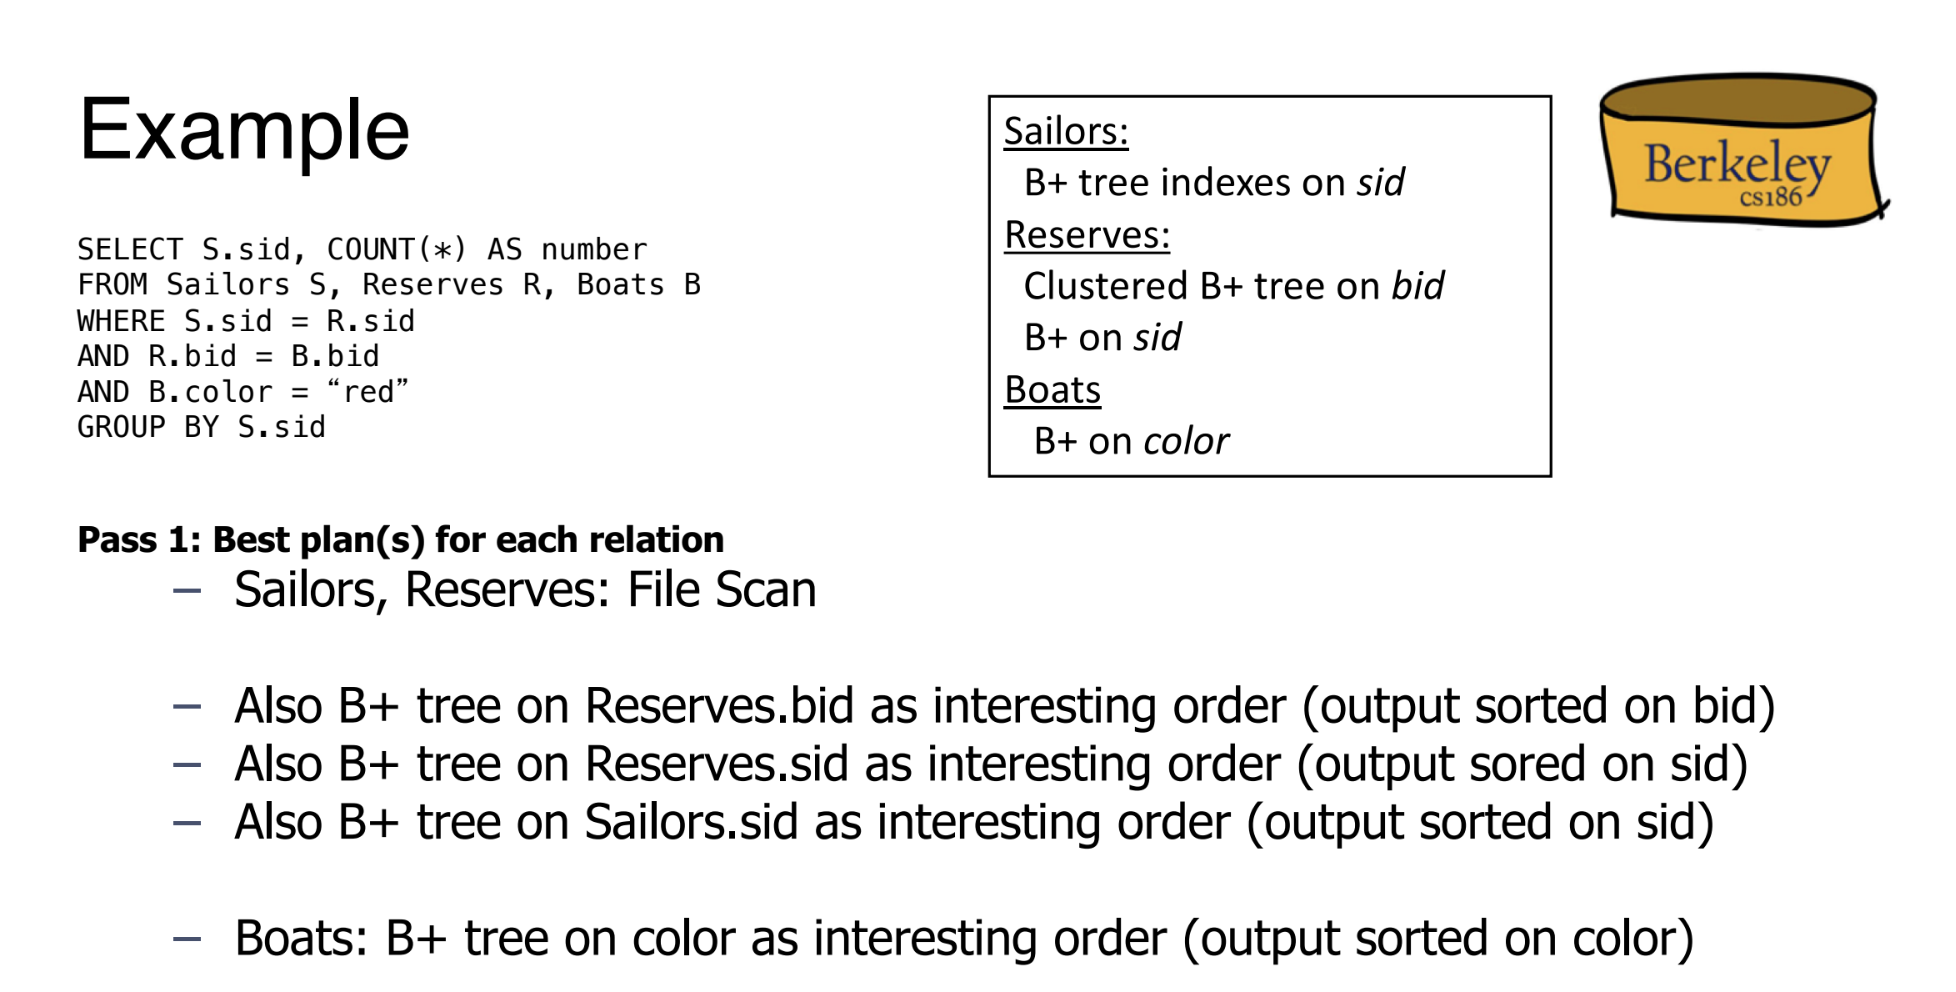 Example
SELECT S.sid, COUNT(*) AS number
FROM Sailors S, Reserves R, Boats B
WHERE S.sid = R.sid
AND R.bid = B.bid
AND B.color = “red”
GROUP BY S.sid
Sailors:
B+ tree indexes on sid
Reserves:
Clustered B+ tree on bid
B+ on sid
Boats
B+ on color
Berkeley
cs186
Pass 1: Best plan(s) for each relation
– Sailors, Reserves: File Scan
– Also B+ tree on Reserves.bid as interesting order (output sorted on bid)
– Also B+ tree on Reserves.sid as interesting order (output sored on sid)
– Also B+ tree on Sailors.sid as interesting order (output sorted on sid)
– Boats: B+ tree on color as interesting order (output sorted on color)